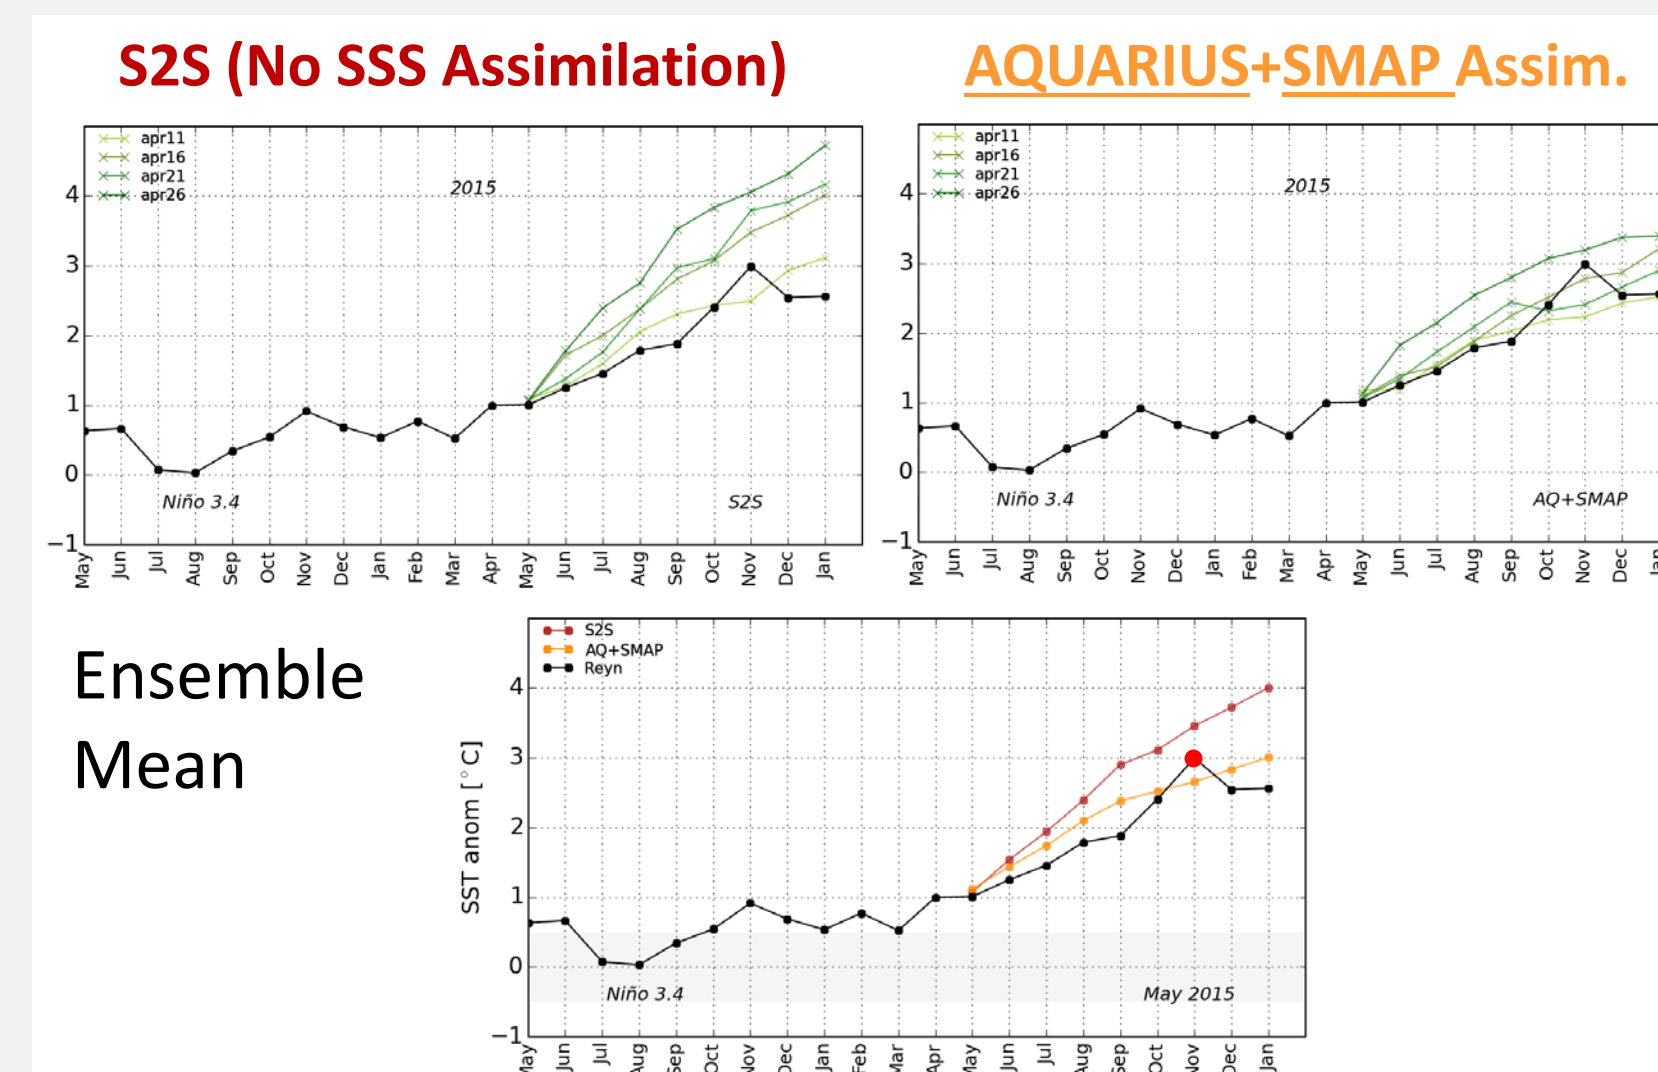 S2S (No SSS Assimilation)
AQUARIUS+SMAP Assim.
apr11
apr16
apr21
apr26
2015
4
3
2
1
0
−1
Niño 3.4
S2S
May Jun Jul Aug Sep Oct Nov Dec Jan Feb Mar Apr May Jun Jul Aug Sep Oct Nov Dec Jan
apr11
apr16
apr21
apr26
2015
4
3
2
1
0
−1
Niño 3.4
AQ+SMAP
May Jun Jul Aug Sep Oct Nov Dec Jan Feb Mar Apr May Jun Jul Aug Sep Oct Nov Dec Jan
Ensemble
Mean
S2S
AQ+SMAP
Reyn
SST anom [°C]
4
3
2
1
0
−1
Niño 3.4
May 2015
May Jun Jul Aug Sep Oct Nov Dec Jan Feb Mar Apr May Jun Jul Aug Sep Oct Nov Dec Jan